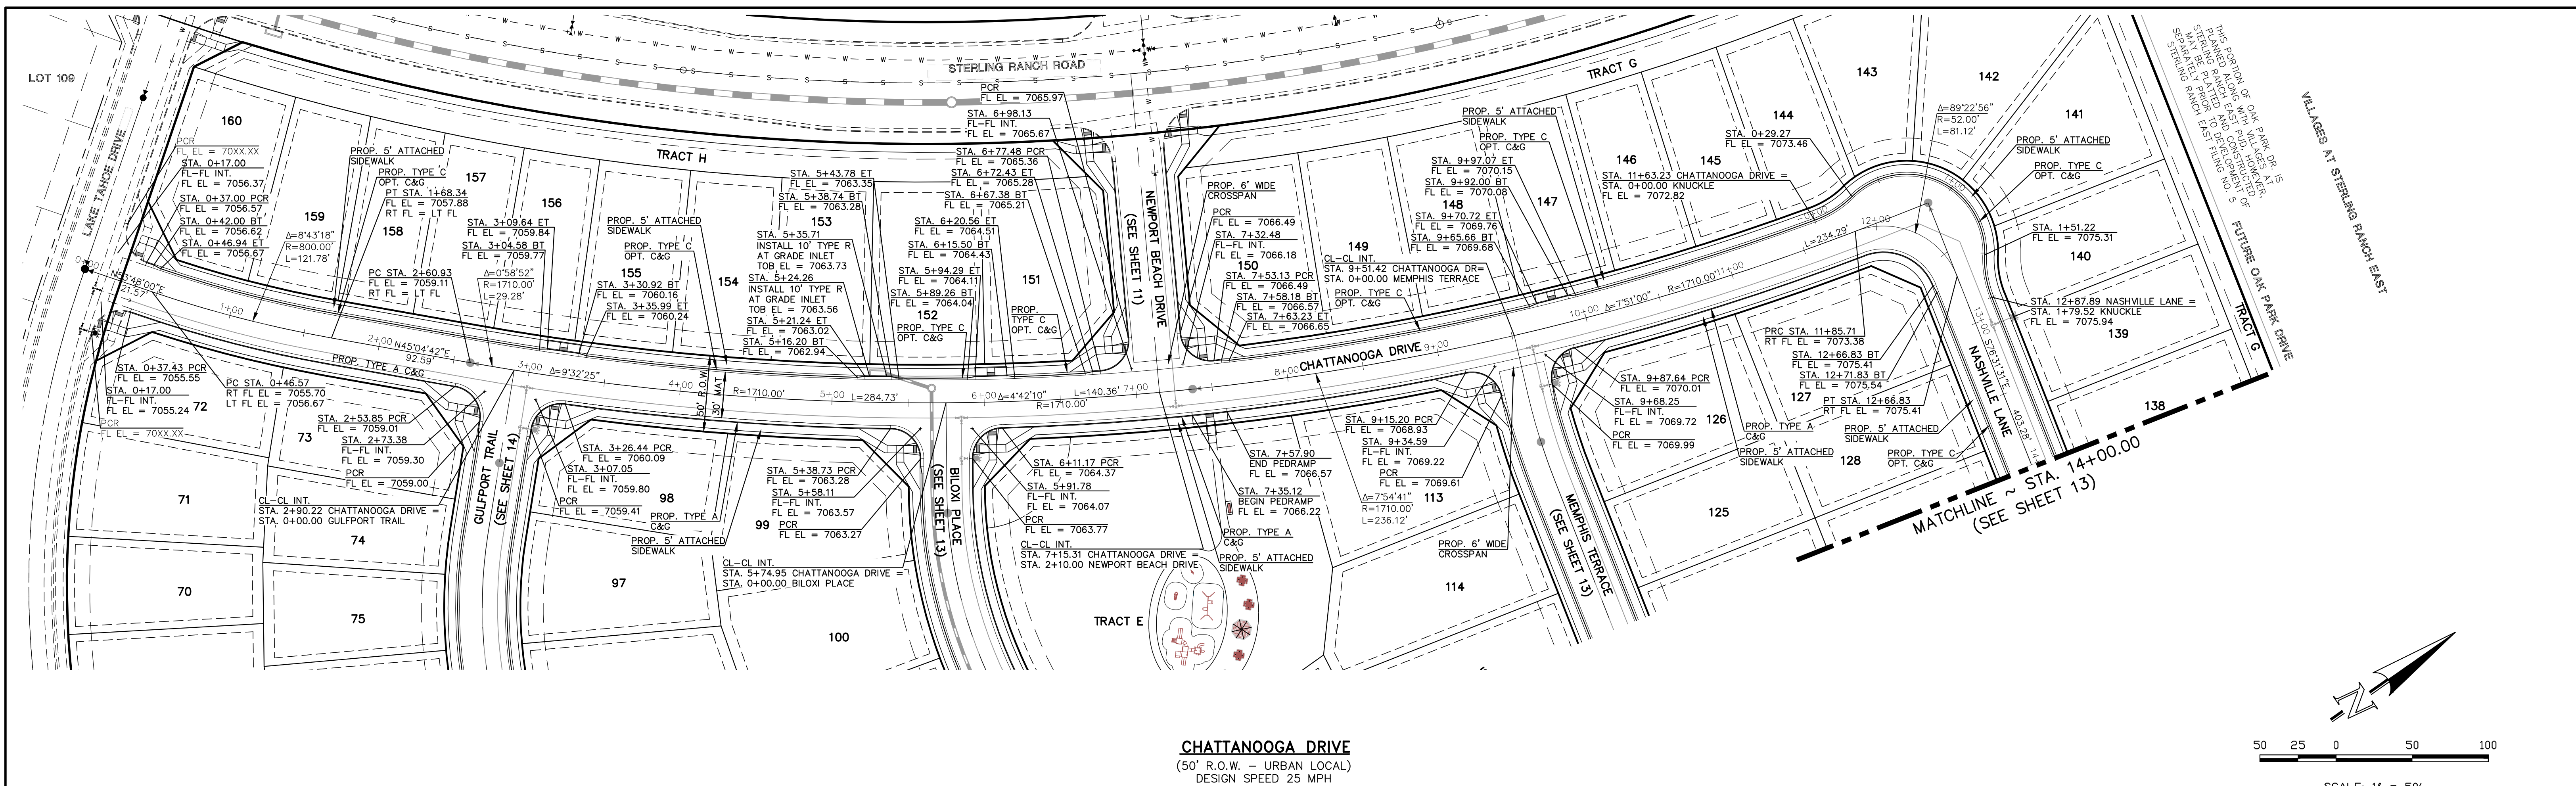 LOT 109
LAKE TAHOE DRIVE
160
PCR
FL EL = 70XX.XX
STA. 0+17.00
FL-FL INT.
FL EL = 7056.37
STA. 0+37.00 PCR
FL EL = 7056.57
STA. 0+42.00 BT
FL EL = 7056.62
STA. 0+46.94 ET
FL EL = 7056.67
159
Δ=8°43'18"
R=800.00'
L=121.78'
158
PROP. 5' ATTACHED
SIDEWALK
PROP. TYPE C
OPT. C&G
PT STA. 1+68.34
FL EL = 7057.88
RT FL = LT FL
157
TRACT H
STA. 3+09.64 ET
FL EL = 7059.84
STA. 3+04.58 BT
FL EL = 7059.77
PC STA. 2+60.93
FL EL = 7059.11
RT FL = LT FL
Δ=0°58'52"
R=1710.00'
L=29.28'
156
PROP. 5' ATTACHED
SIDEWALK
PROP. TYPE C
OPT. C&G
155
STA. 3+30.92 BT
FL EL = 7060.16
STA. 3+35.99 ET
FL EL = 7060.24
154
STA. 5+43.78 ET
FL EL = 7063.35
STA. 5+38.74 BT
FL EL = 7063.28
153
STA. 5+35.71
INSTALL 10' TYPE R
AT GRADE INLET
TOB EL = 7063.73
STA. 5+24.26
INSTALL 10' TYPE R
AT GRADE INLET
TOB EL = 7063.56
STA. 5+21.24 ET
FL EL = 7063.02
STA. 5+16.20 BT
FL EL = 7062.94
STERLING RANCH ROAD
PCR
FL EL = 7065.97
STA. 6+98.13
FL-FL INT.
FL EL = 7065.67
STA. 6+77.48 PCR
FL EL = 7065.36
STA. 6+72.43 ET
FL EL = 7065.28
STA. 6+67.38 BT
FL EL = 7065.21
STA. 6+20.56 ET
FL EL = 7064.51
STA. 6+15.50 BT
FL EL = 7064.43
STA. 5+94.29 ET
FL EL = 7064.11
STA. 5+89.26 BT
FL EL = 7064.04
152
PROP. TYPE C
OPT. C&G
151
PROP.
TYPE C
OPT. C&G
NEWPORT BEACH DRIVE
(SEE SHEET 11)
PROP. 6' WIDE
CROSSPAN
PCR
FL EL = 7066.49
STA. 7+32.48
FL-FL INT.
FL EL = 7066.18
150
STA. 7+53.13 PCR
FL EL = 7066.49
STA. 7+58.18 BT
FL EL = 7066.57
STA. 7+63.23 ET
FL EL = 7066.65
149
CL-CL INT.
STA. 9+51.42 CHATTANOOGA DR=
STA. 0+00.00 MEMPHIS TERRACE
PROP. TYPE C
OPT. C&G
TRACT G
PROP. 5' ATTACHED
SIDEWALK
PROP. TYPE C
OPT. C&G
STA. 9+97.07 ET
FL EL = 7070.15
STA. 9+92.00 BT
FL EL = 7070.08
148
STA. 9+70.72 ET
FL EL = 7069.76
STA. 9+65.66 BT
FL EL = 7069.68
147
146
145
144
143
142
141
STA. 0+29.27
FL EL = 7073.46
STA. 11+63.23 CHATTANOOGA DRIVE =
STA. 0+00.00 KNUCKLE
FL EL = 7072.82
Δ=89°22'56"
R=52.00'
L=81.12'
PROP. 5' ATTACHED
SIDEWALK
PROP. TYPE C
OPT. C&G
STA. 1+51.22
FL EL = 7075.31
140
STA. 12+87.89 NASHVILLE LANE =
STA. 1+79.52 KNUCKLE
FL EL = 7075.94
139
138
TRACT G
THIS PORTION OF OAK PARK DR. IS
PLANNED ALONG WITH VILLAGES AT
STERLING RANCH EAST PUD, HOWEVER,
MAY BE PLATTED AND CONSTRUCTED
SEPARATELY PRIOR TO DEVELOPMENT OF
STERLING RANCH EAST FILING NO. 5
VILLAGES AT STERLING RANCH EAST
FUTURE OAK PARK DRIVE
0+00
N53°48'00"E
21.57'
1+00
2+00
N45°04'42"E
92.59'
3+00
Δ=9°32'25"
4+00
R=1710.00'
5+00
L=284.73'
6+00
Δ=4°42'10"
R=1710.00'
L=140.36'
7+00
8+00
CHATTANOOGA DRIVE
9+00
10+00
Δ=7°51'00"
R=1710.00'
11+00
L=234.29'
12+00
0+00
1+00
13+00
S76°31'31"E
403.28'
14
PROP. TYPE A C&G
50' R.O.W.
30' MAT
STA. 0+37.43 PCR
FL EL = 7055.55
STA. 0+17.00
FL-FL INT.
FL EL = 7055.24
72
PCR
FL EL = 70XX.XX
PC STA. 0+46.57
RT FL EL = 7055.70
LT FL EL = 7056.67
STA. 2+53.85 PCR
FL EL = 7059.01
73
STA. 2+73.38
FL-FL INT.
FL EL = 7059.30
PCR
FL EL = 7059.00
71
CL-CL INT.
STA. 2+90.22 CHATTANOOGA DRIVE =
STA. 0+00.00 GULFPORT TRAIL
74
70
75
GULFPORT TRAIL
(SEE SHEET 14)
STA. 3+26.44 PCR
FL EL = 7060.09
STA. 3+07.05
FL-FL INT.
FL EL = 7059.80
98
PCR
FL EL = 7059.41
PROP. TYPE A
C&G
PROP. 5' ATTACHED
SIDEWALK
97
99
STA. 5+38.73 PCR
FL EL = 7063.28
STA. 5+58.11
FL-FL INT.
FL EL = 7063.57
PCR
FL EL = 7063.27
CL-CL INT.
STA. 5+74.95 CHATTANOOGA DRIVE =
STA. 0+00.00 BILOXI PLACE
100
BILOXI PLACE
(SEE SHEET 13)
STA. 6+11.17 PCR
FL EL = 7064.37
STA. 5+91.78
FL-FL INT.
FL EL = 7064.07
PCR
FL EL = 7063.77
CL-CL INT.
STA. 7+15.31 CHATTANOOGA DRIVE =
STA. 2+10.00 NEWPORT BEACH DRIVE
TRACT E
STA. 7+57.90
END PEDRAMP
FL EL = 7066.57
STA. 7+35.12
BEGIN PEDRAMP
FL EL = 7066.22
PROP. TYPE A
C&G
PROP. 5' ATTACHED
SIDEWALK
STA. 9+15.20 PCR
FL EL = 7068.93
STA. 9+34.59
FL-FL INT.
FL EL = 7069.22
PCR
FL EL = 7069.61
113
Δ=7°54'41"
R=1710.00'
L=236.12'
PROP. 6' WIDE
CROSSPAN
114
MEMPHIS TERRACE
(SEE SHEET 13)
STA. 9+87.64 PCR
FL EL = 7070.01
STA. 9+68.25
FL-FL INT.
FL EL = 7069.72
PCR
FL EL = 7069.99
126
125
PROP. TYPE A
C&G
PROP. 5' ATTACHED
SIDEWALK
127
128
PRC STA. 11+85.71
RT FL EL = 7073.38
STA. 12+66.83 BT
FL EL = 7075.41
STA. 12+71.83 BT
FL EL = 7075.54
PT STA. 12+66.83
RT FL EL = 7075.41
PROP. 5' ATTACHED
SIDEWALK
PROP. TYPE C
OPT. C&G
NASHVILLE LANE
MATCHLINE ~ STA. 14+00.00
(SEE SHEET 13)
CHATTANOOGA DRIVE
(50' R.O.W. - URBAN LOCAL)
DESIGN SPEED 25 MPH
N
50 25 0 50 100